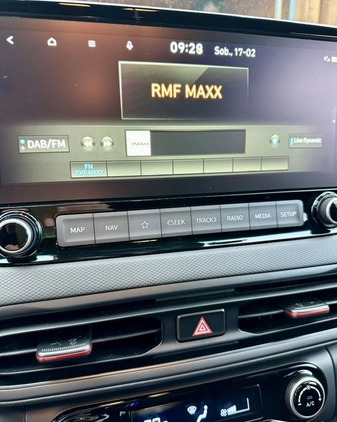 09:28 Sob., 17-02
RMF MAXX
DAB/FM
Live Dynamic
FM
RMF MAXX
MAP NAV <SEEK TRACK> RADIO MEDIA SETUP
A/C